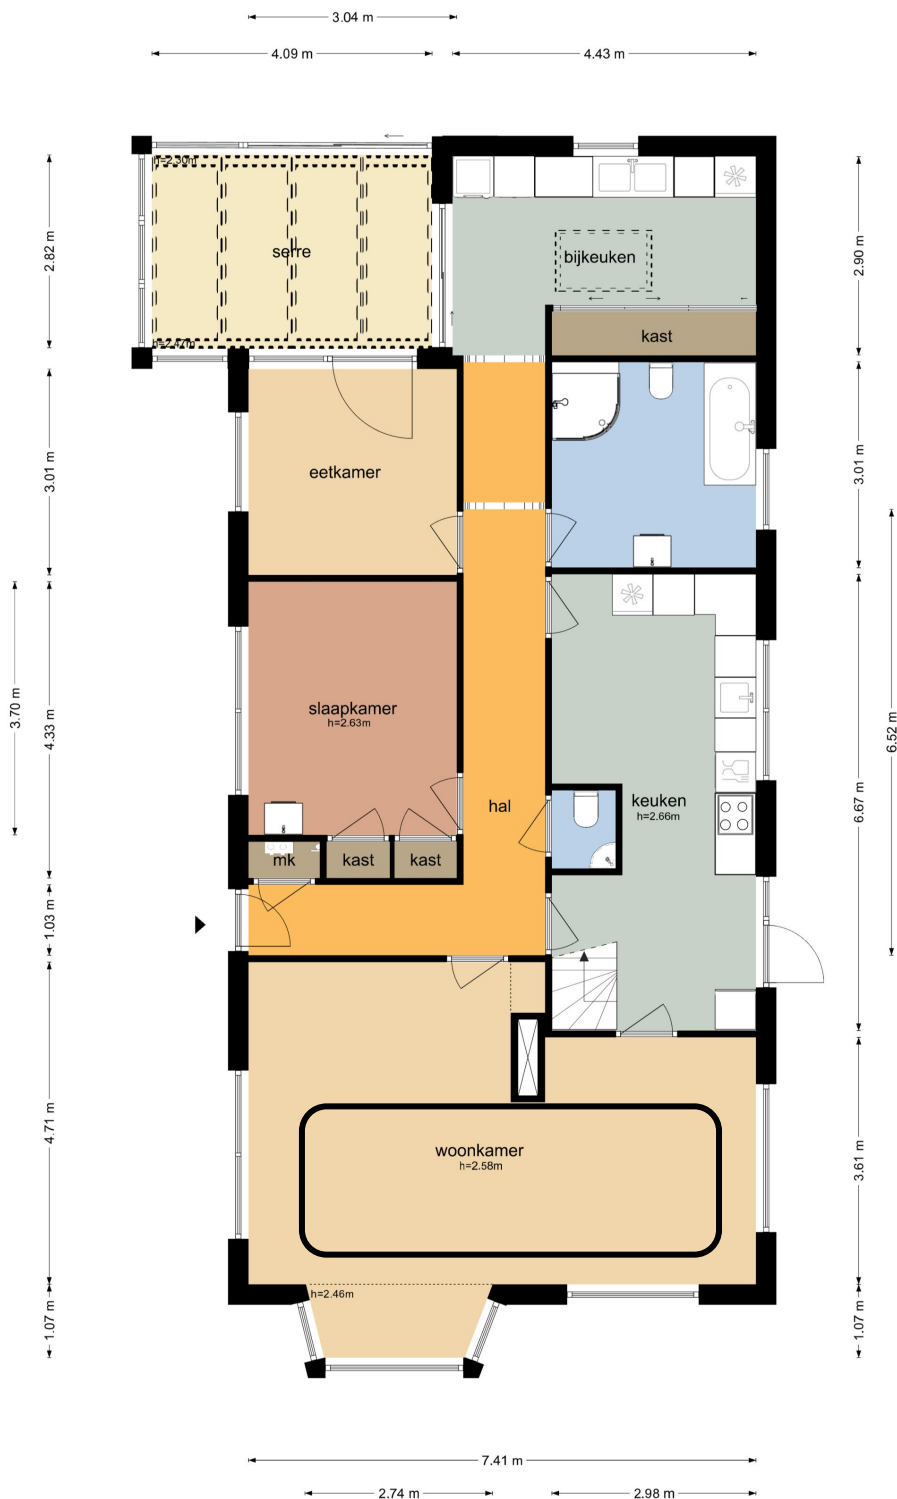 3.04 m
4.09 m
4.43 m
h=2.30m
serre
h=2.47m
2.82 m
bijkeuken
2.90 m
kast
eetkamer
3.01 m
3.01 m
slaapkamer
h=2.63m
3.70 m
4.33 m
hal
keuken
h=2.66m
6.67 m
6.52 m
mk
kast
kast
1.03 m
woonkamer
h=2.58m
4.71 m
3.61 m
h=2.46m
1.07 m
1.07 m
7.41 m
2.74 m
2.98 m